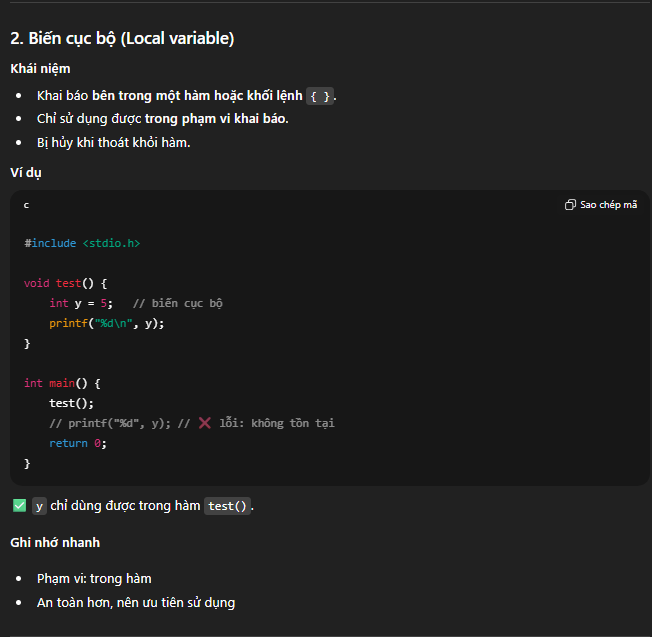 2. Biến cục bộ (Local variable)
Khái niệm
• Khai báo bên trong một hàm hoặc khối lệnh { }.
• Chỉ sử dụng được trong phạm vi khai báo.
• Bị hủy khi thoát khỏi hàm.
Ví dụ
c
Sao chép mã
#include <stdio.h>
void test() {
    int y = 5;   // biến cục bộ
    printf("%d\n", y);
}
int main() {
    test();
    // printf("%d", y); // ❌ lỗi: không tồn tại
    return 0;
}
✅ y chỉ dùng được trong hàm test().
Ghi nhớ nhanh
• Phạm vi: trong hàm
• An toàn hơn, nên ưu tiên sử dụng